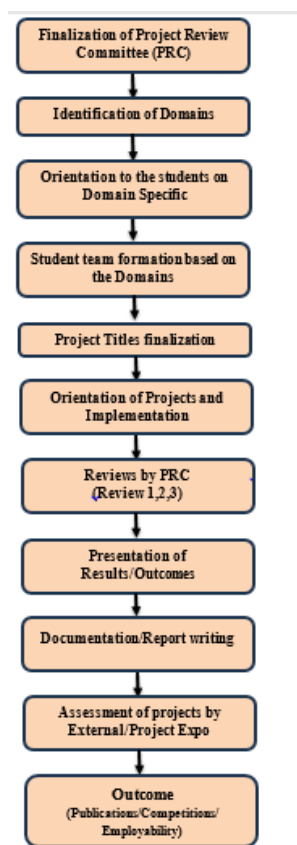 Finalization of Project Review
Committee (PRC)
Identification of Domains
Orientation to the students on
Domain Specific
Student team formation based on
the Domains
Project Titles finalization
Orientation of Projects and
Implementation
Reviews by PRC
(Review 1,2,3)
Presentation of
Results/Outcomes
Documentation/Report writing
Assessment of projects by
External/Project Expo
Outcome
(Publications/Competitions/
Employability)